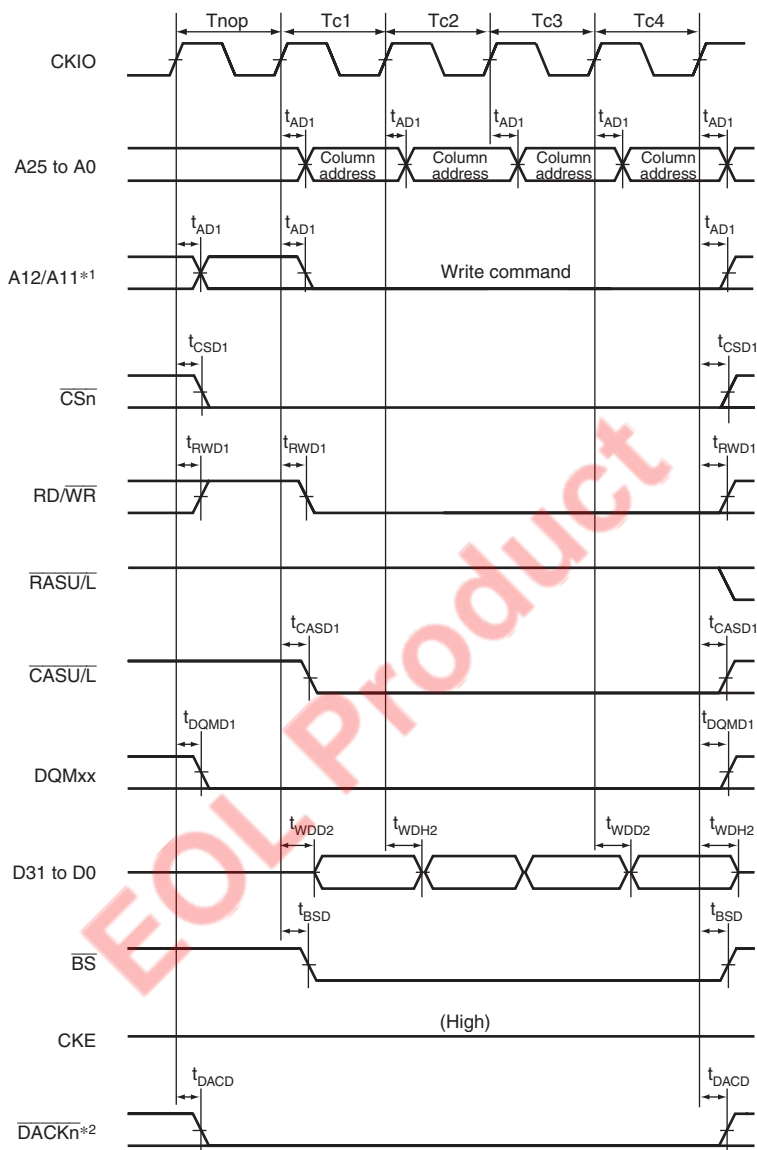 Tnop Tc1 Tc2 Tc3 Tc4
CKIO
tAD1 tAD1 tAD1 tAD1 tAD1
A25 to A0
Column address Column address Column address Column address
tAD1 tAD1 tAD1
A12/A11*1
Write command
tCSD1 tCSD1
CSn
tRWD1 tRWD1 tRWD1
RD/WR
RASU/L
tCASD1 tCASD1
CASU/L
tDQMD1 tDQMD1
DQMxx
tWDD2 tWDH2 tWDD2 tWDH2
D31 to D0
tBSD tBSD
BS
(High)
CKE
tDACD tDACD
DACKn*2
EOL Product